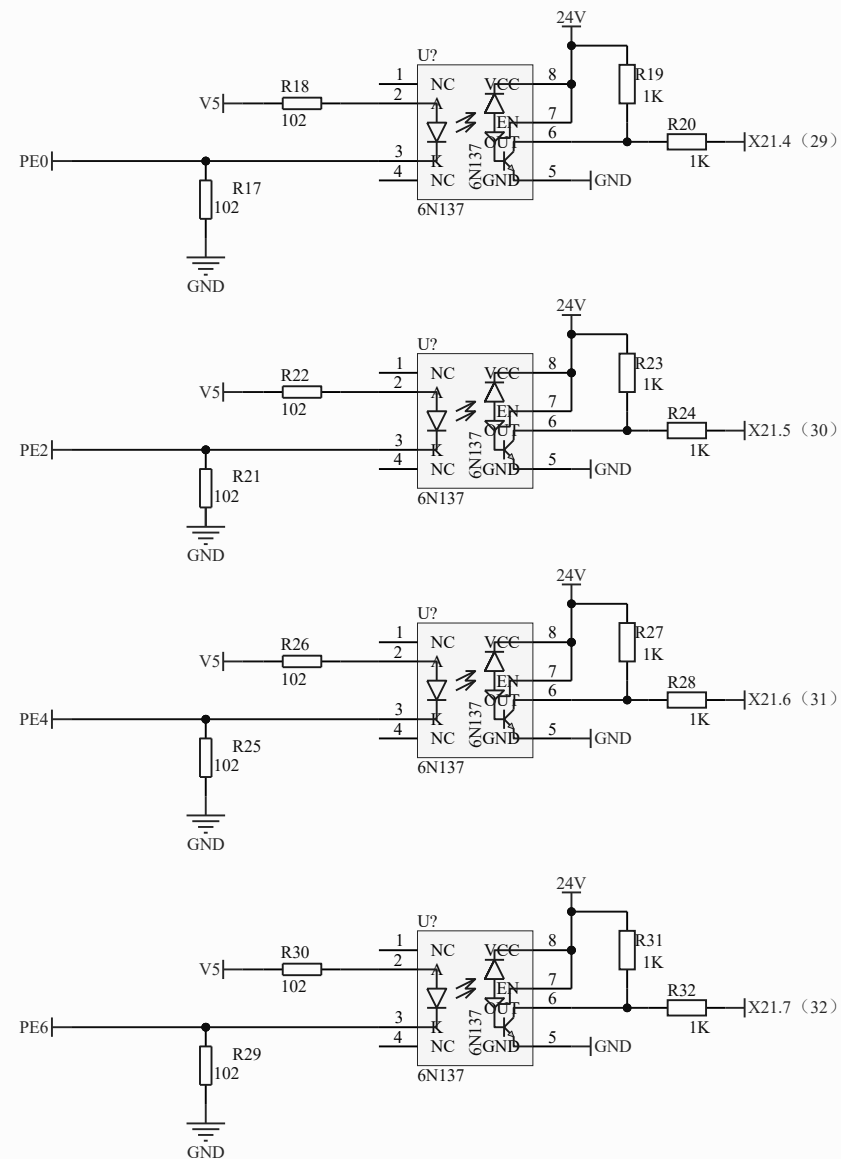 24V
U?
1
NC
VCC
8
R19
1K
R18
2
A
V5
102
EN
7
R20
OUT
6
X21.4（29）
1K
PE0
3
K
6N137
4
NC
GND
5
GND
R17
102
6N137
GND
24V
U?
1
NC
VCC
8
R23
1K
R22
2
A
V5
102
EN
7
R24
OUT
6
X21.5（30）
1K
PE2
3
K
6N137
4
NC
GND
5
GND
R21
102
6N137
GND
24V
U?
1
NC
VCC
8
R27
1K
R26
2
A
V5
102
EN
7
R28
OUT
6
X21.6（31）
1K
PE4
3
K
6N137
4
NC
GND
5
GND
R25
102
6N137
GND
24V
U?
1
NC
VCC
8
R31
1K
R30
2
A
V5
102
EN
7
R32
OUT
6
X21.7（32）
1K
PE6
3
K
6N137
4
NC
GND
5
GND
R29
102
6N137
GND